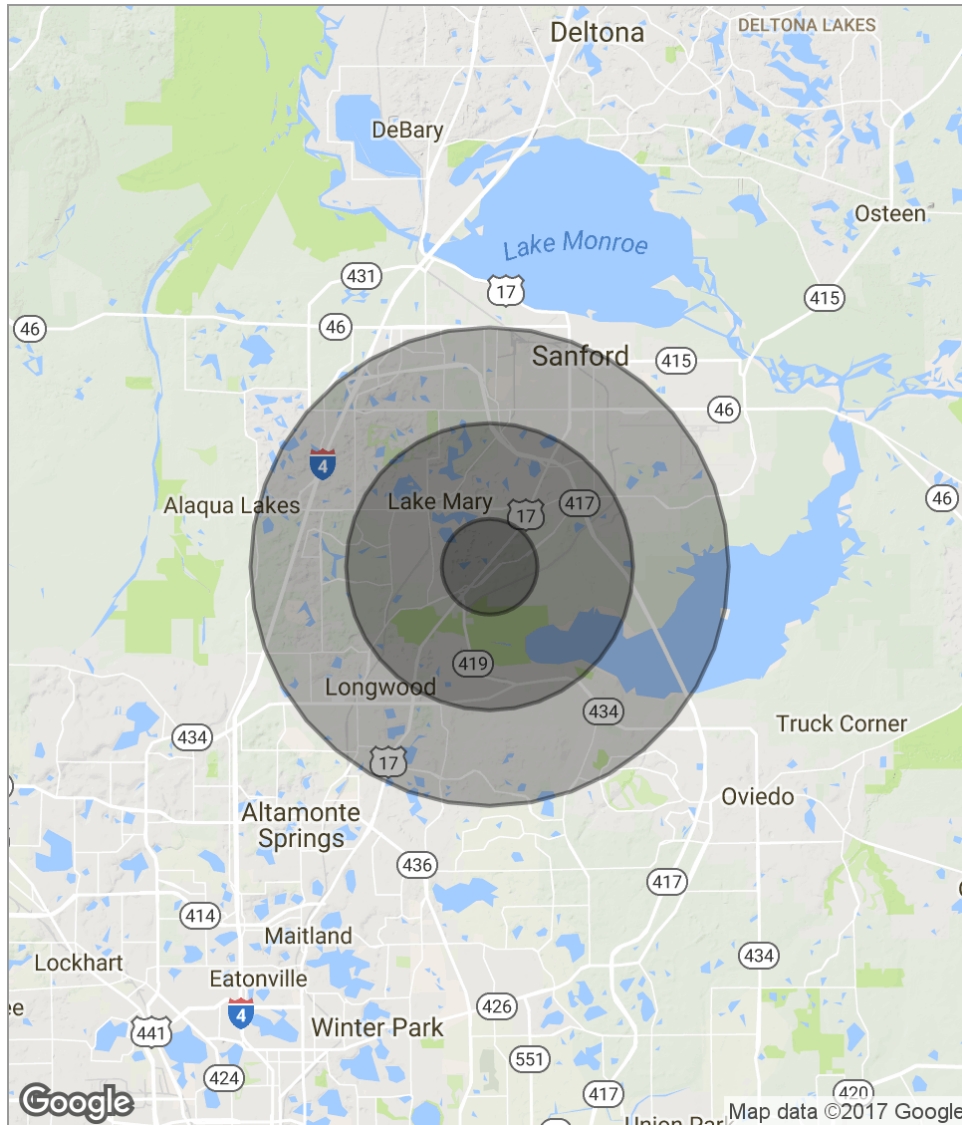 Deltona
DELTONA LAKES
DeBary
Osteen
Lake Monroe
431
17
415
46
46
Sanford
415
46
4
Alaqua Lakes
Lake Mary
417
46
17
419
Longwood
434
434
Truck Corner
17
Oviedo
Altamonte
Springs
436
417
414
Maitland
434
Lockhart
Eatonville
ee
426
4
441
Winter Park
551
424
417
420
Google
Map data ©2017 Google